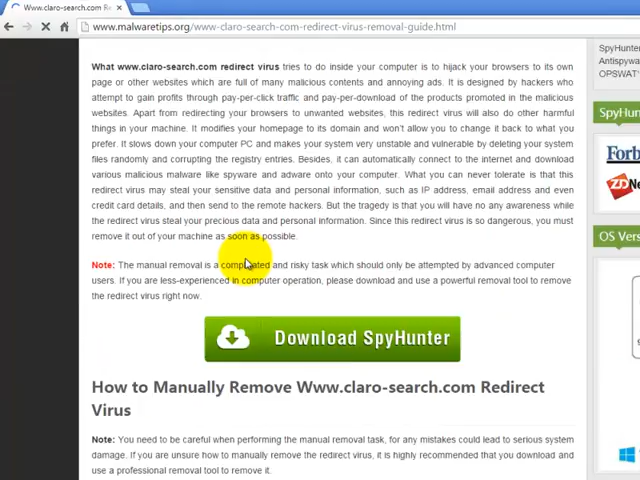 Www.claro-search.com redire
www.malwaretips.org/www-claro-search-com-redirect-virus-removal-guide.html
What www.claro-search.com redirect virus tries to do inside your computer is to hijack your browsers to its own
page or other websites which are full of many malicious contents and annoying ads. It is designed by hackers who
attempt to gain profits through pay-per-click traffic and pay-per-download of the products promoted in the malicious
websites. Apart from redirecting your browsers to unwanted websites, this redirect virus will also do other harmful
things in your machine. It modifies your homepage to its domain and won't allow you to change it back to what you
prefer. It slows down your computer PC and makes your system very unstable and vulnerable by deleting your system
files randomly and corrupting the registry entries. Besides, it can automatically connect to the internet and download
various malicious malware like spyware and adware onto your computer. What you can never tolerate is that this
redirect virus may steal your sensitive data and personal information, such as IP address, email address and even
credit card details, and then send to the remote hackers. But the tragedy is that you will have no any awareness while
the redirect virus steal your precious data and personal information. Since this redirect virus is so dangerous, you must
remove it out of your machine as soon as possible.
Note: The manual removal is a complicated and risky task which should only be attempted by advanced computer
users. If you are less-experienced in computer operation, please download and use a powerful removal tool to remove
the redirect virus right now.
Download SpyHunter
How to Manually Remove Www.claro-search.com Redirect
Virus
Note: You need to be careful when performing the manual removal task, for any mistakes could lead to serious system
damage. If you are unsure how to manually remove the redirect virus, it is highly recommended that you download and
use a professional removal tool to remove it.
SpyHunt
Antispyw
OPSWAT'
SpyHunt
Forb
ZDNe
OS Vers